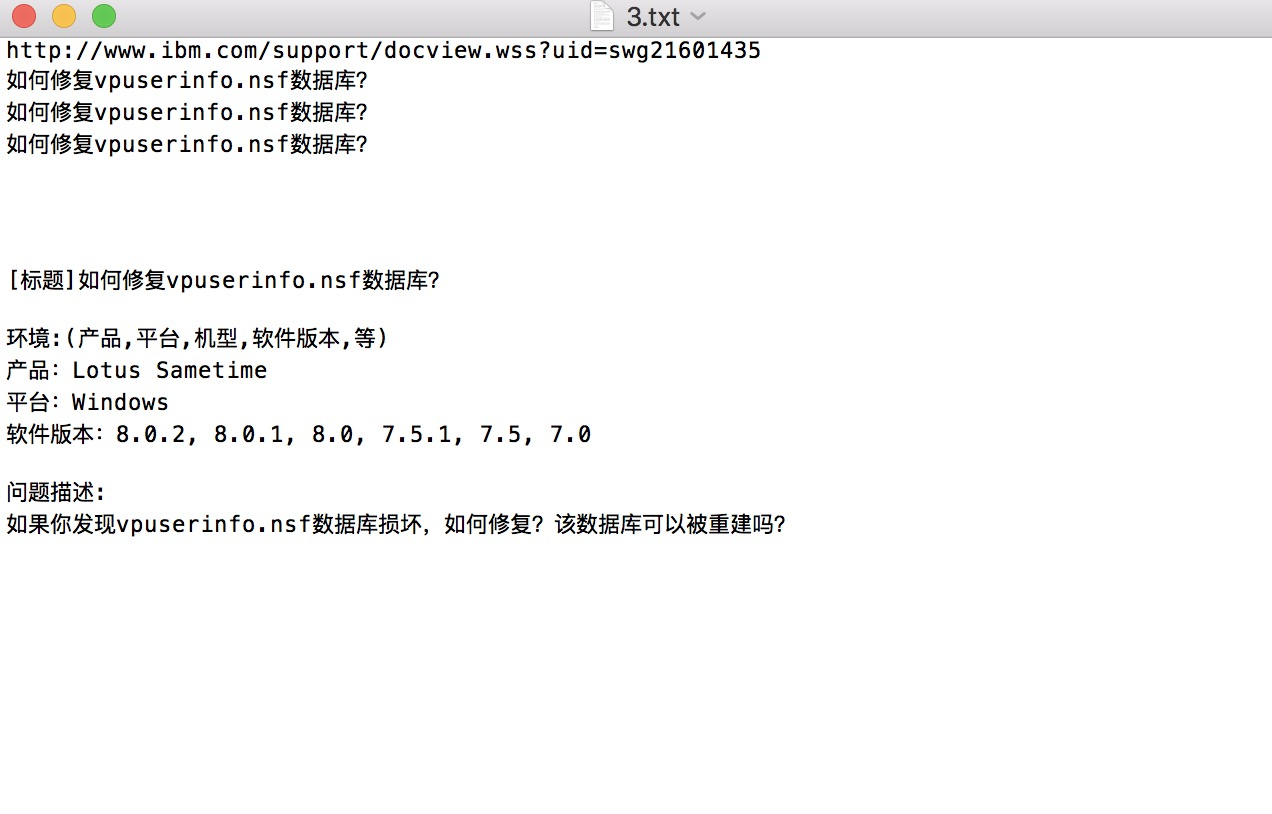 3.txt
http://www.ibm.com/support/docview.wss?uid=swg21601435
如何修复vpuserinfo.nsf数据库？
如何修复vpuserinfo.nsf数据库？
如何修复vpuserinfo.nsf数据库？
[标题]如何修复vpuserinfo.nsf数据库？
环境:(产品,平台,机型,软件版本,等)
产品：Lotus Sametime
平台：Windows
软件版本：8.0.2, 8.0.1, 8.0, 7.5.1, 7.5, 7.0
问题描述:
如果你发现vpuserinfo.nsf数据库损坏，如何修复？该数据库可以被重建吗？